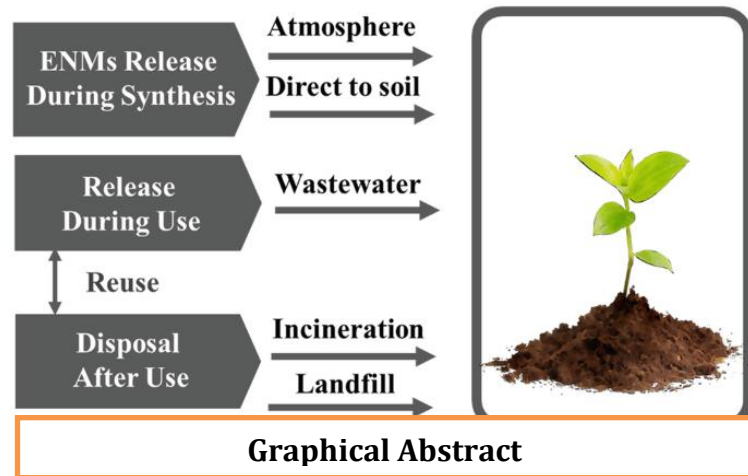 Atmosphere
ENMs Release
During Synthesis
Direct to soil
Release
During Use
Wastewater
Reuse
Disposal
After Use
Incineration
Landfill
Graphical Abstract